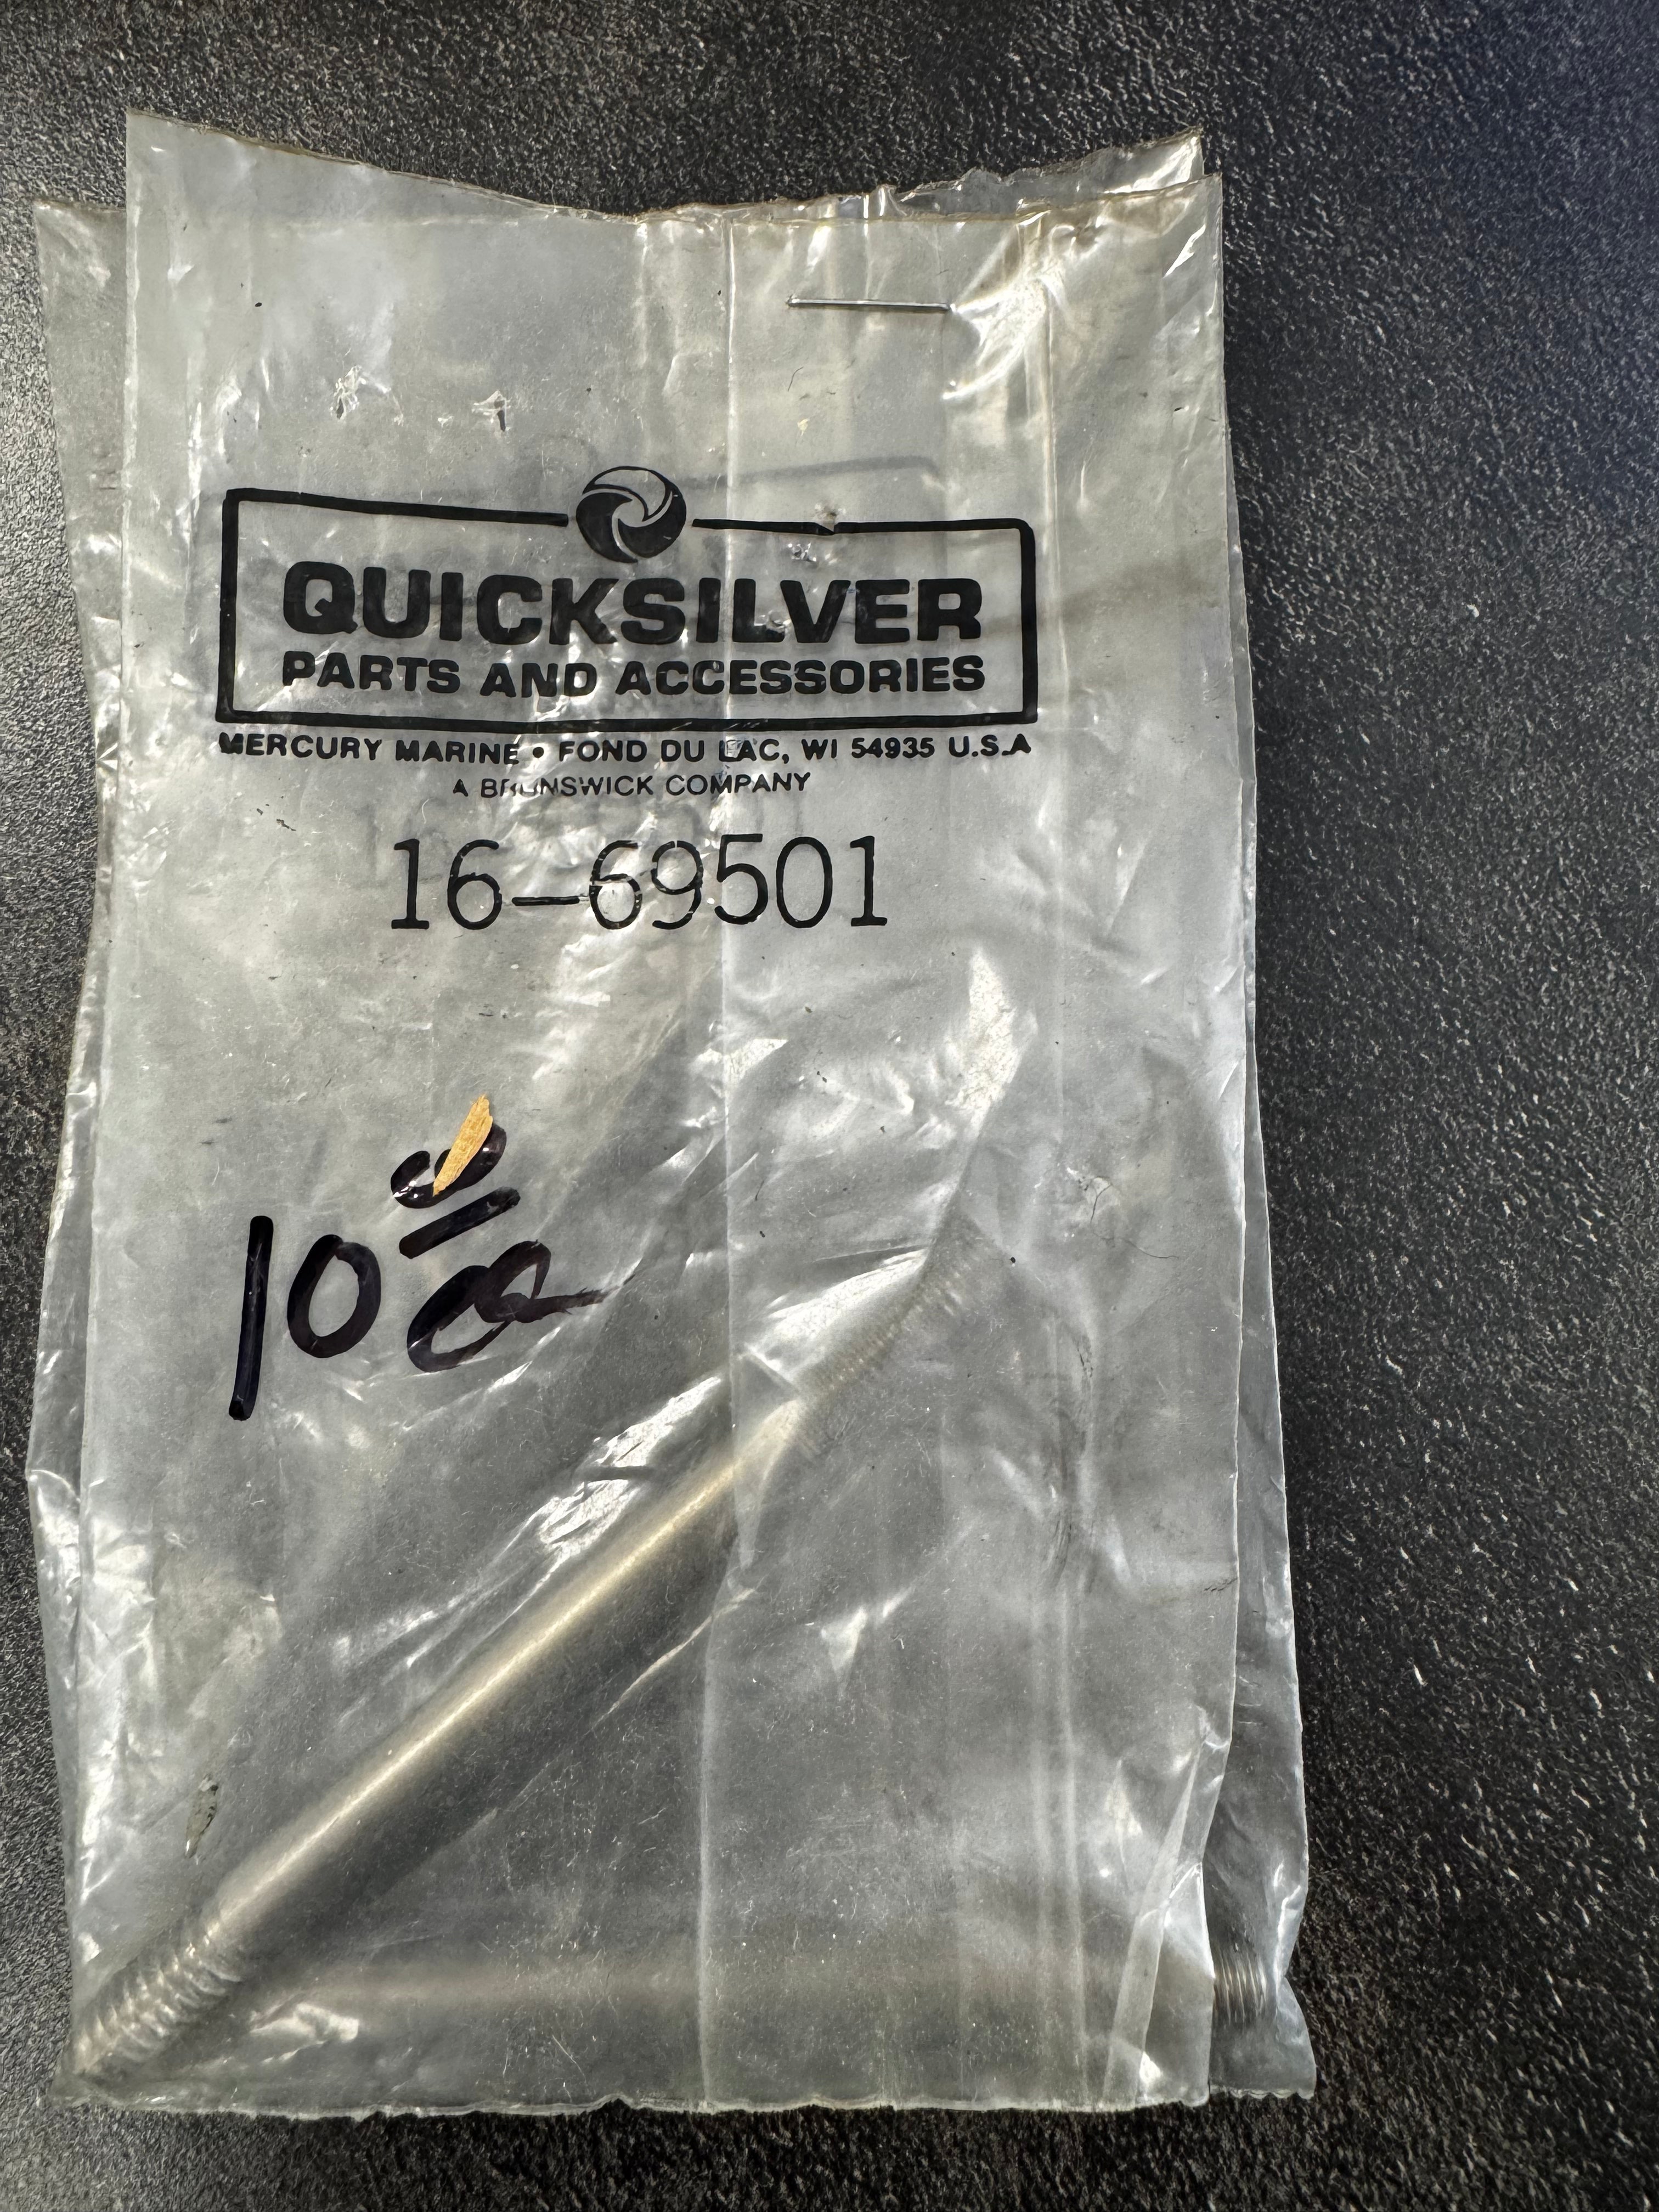 QUICKSILVER
PARTS AND ACCESSORIES
MERCURY MARINE • FOND DU LAC, WI 54935 U.S.A
A BRUNSWICK COMPANY
16-69501
10